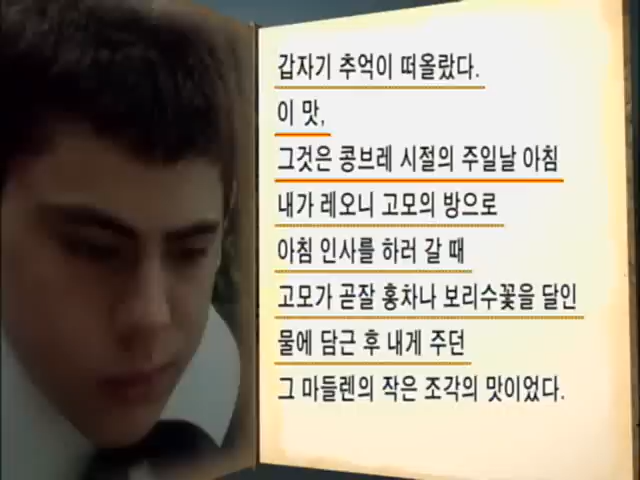 갑자기 추억이 떠올랐다.
이 맛,
그것은 콩브레 시절의 주일날 아침
내가 레오니 고모의 방으로
아침 인사를 하러 갈 때
고모가 곧잘 홍차나 보리수꽃을 달인
물에 담근 후 내게 주던
그 마들렌의 작은 조각의 맛이었다.